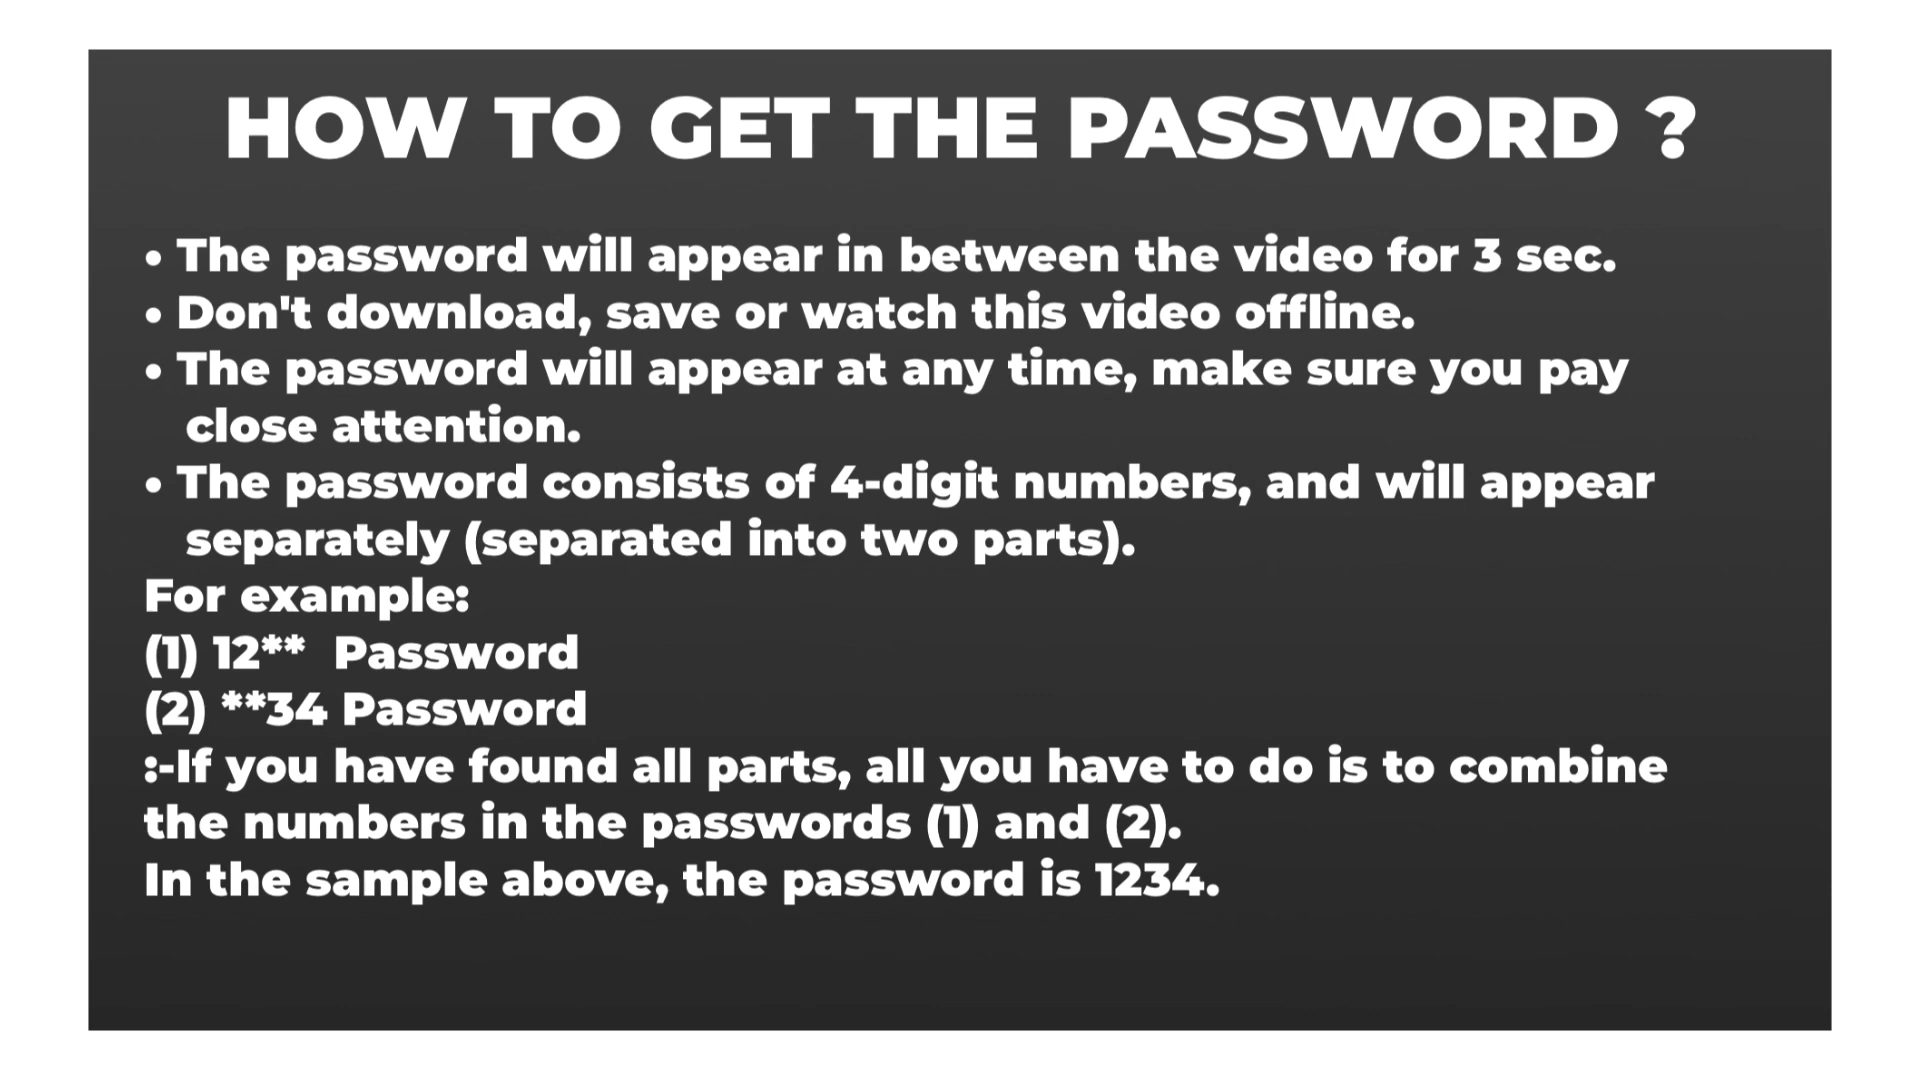 HOW TO GET THE PASSWORD ?
• The password will appear in between the video for 3 sec.
• Don't download, save or watch this video offline.
• The password will appear at any time, make sure you pay
close attention.
• The password consists of 4-digit numbers, and will appear
separately (separated into two parts).
For example:
(1) 12**  Password
(2) **34 Password
:-If you have found all parts, all you have to do is to combine
the numbers in the passwords (1) and (2).
In the sample above, the password is 1234.